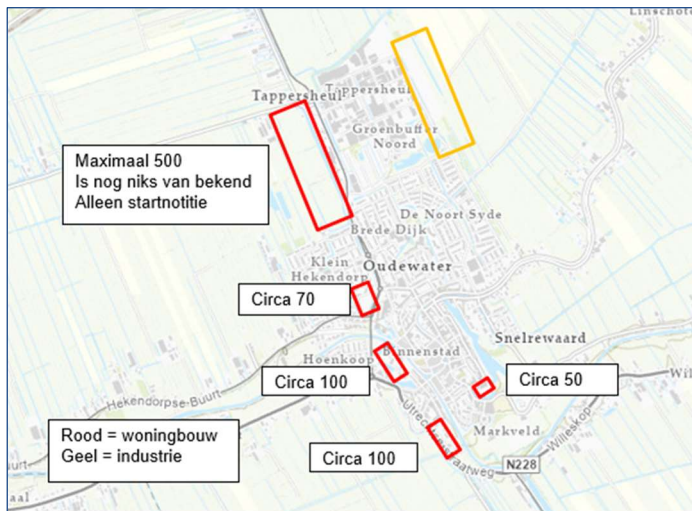 Linschoten
Tappersheul
Tappersheul
Groenbuffer
Noord
Maximaal 500
Is nog niks van bekend
Alleen startnotitie
De Noort Syde
Brede Dijk
Klein
Hekendorp
Oudewater
Circa 70
Snelrewaard
Binnenstad
Hoenkoop
Circa 100
Circa 50
Hekendorpse-Buurt
Willeskop
Markveld
Rood = woningbouw
Geel = industrie
Circa 100
N228